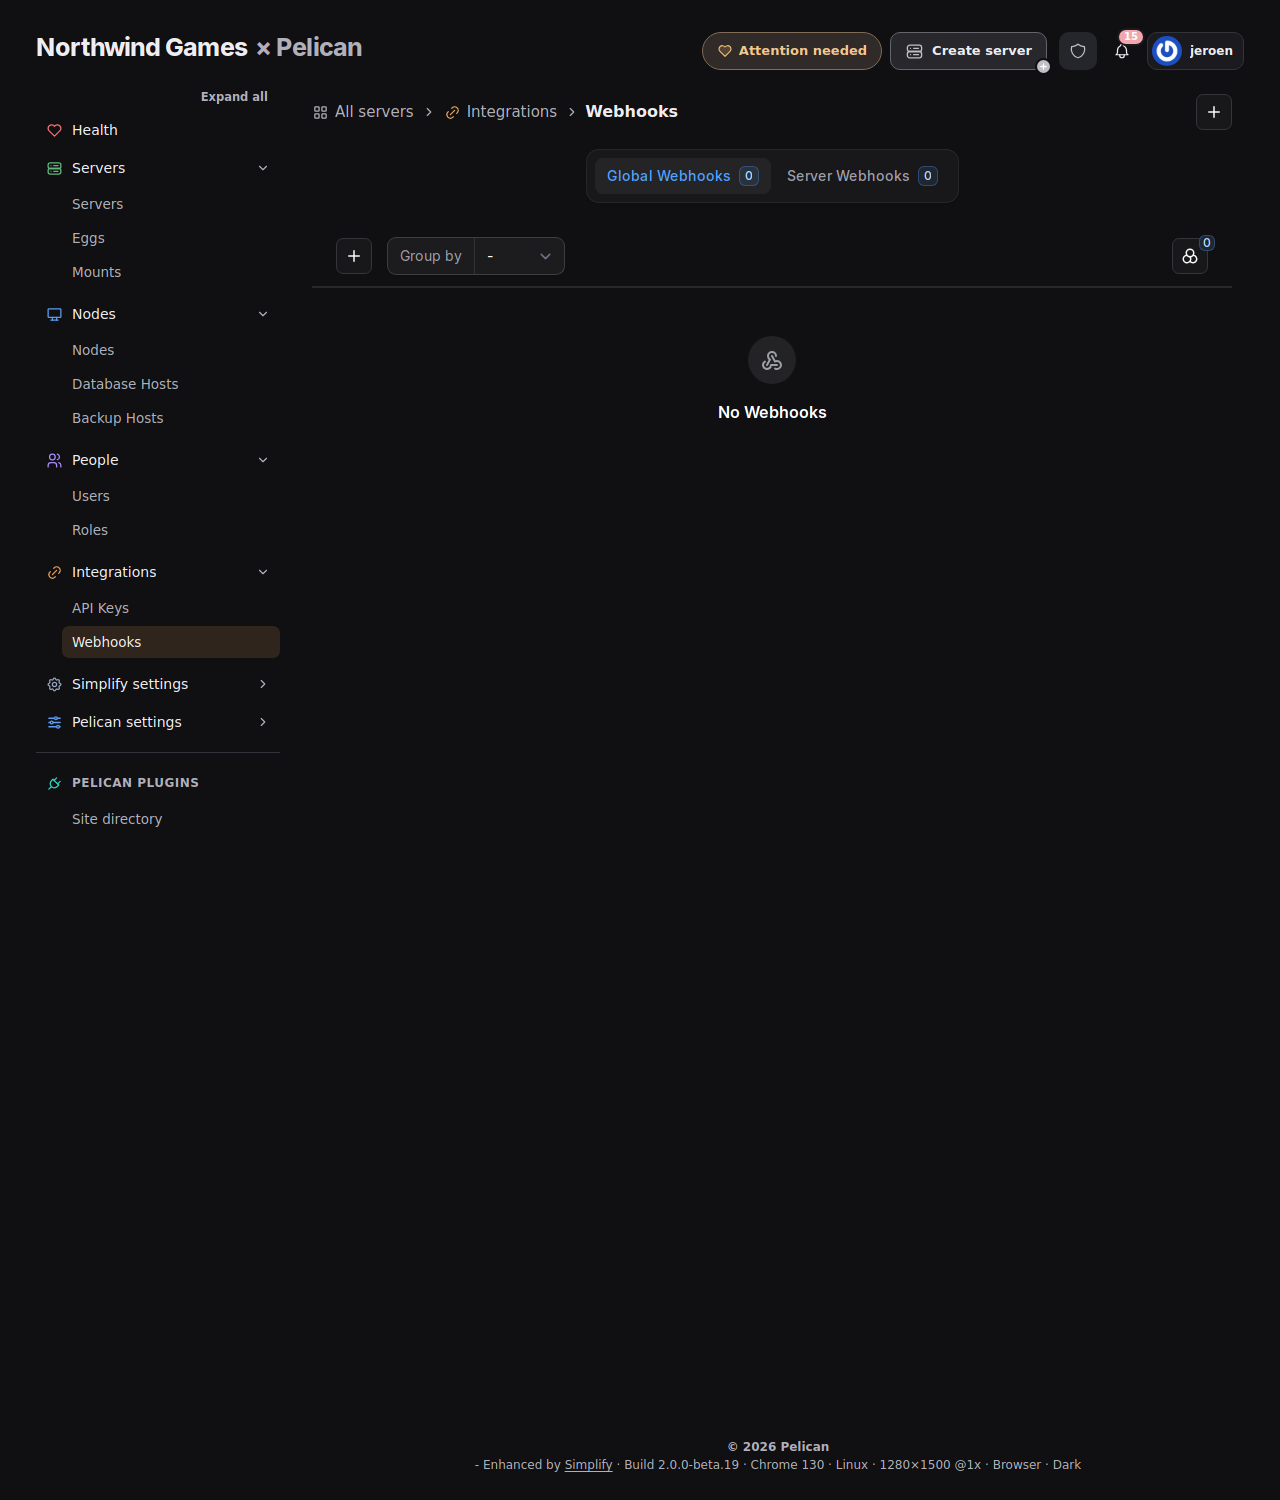 Northwind Games × Pelican
Attention needed
Create server
15
jeroen
Expand all
Health
Servers
Servers
Eggs
Mounts
Nodes
Nodes
Database Hosts
Backup Hosts
People
Users
Roles
Integrations
API Keys
Webhooks
Simplify settings
Pelican settings
PELICAN PLUGINS
Site directory
All servers > Integrations > Webhooks
Global Webhooks 0
Server Webhooks 0
Group by -
0
No Webhooks
© 2026 Pelican
- Enhanced by Simplify · Build 2.0.0-beta.19 · Chrome 130 · Linux · 1280×1500 @1x · Browser · Dark